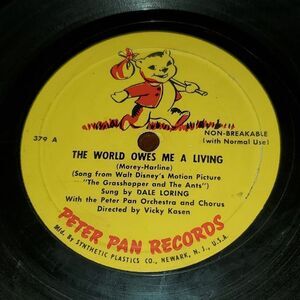 379 A
NON-BREAKABLE
(with Normal Use)
THE WORLD OWES ME A LIVING
(Morey-Harline)
(Song from Walt Disney's Motion Picture
"The Grasshopper and The Ants")
Sung by DALE LORING
With the Peter Pan Orchestra and Chorus
Directed by Vicky Kasen
PETER PAN RECORDS
Mfd. By SYNTHETIC PLASTICS CO., NEWARK, N. J., U.S.A.